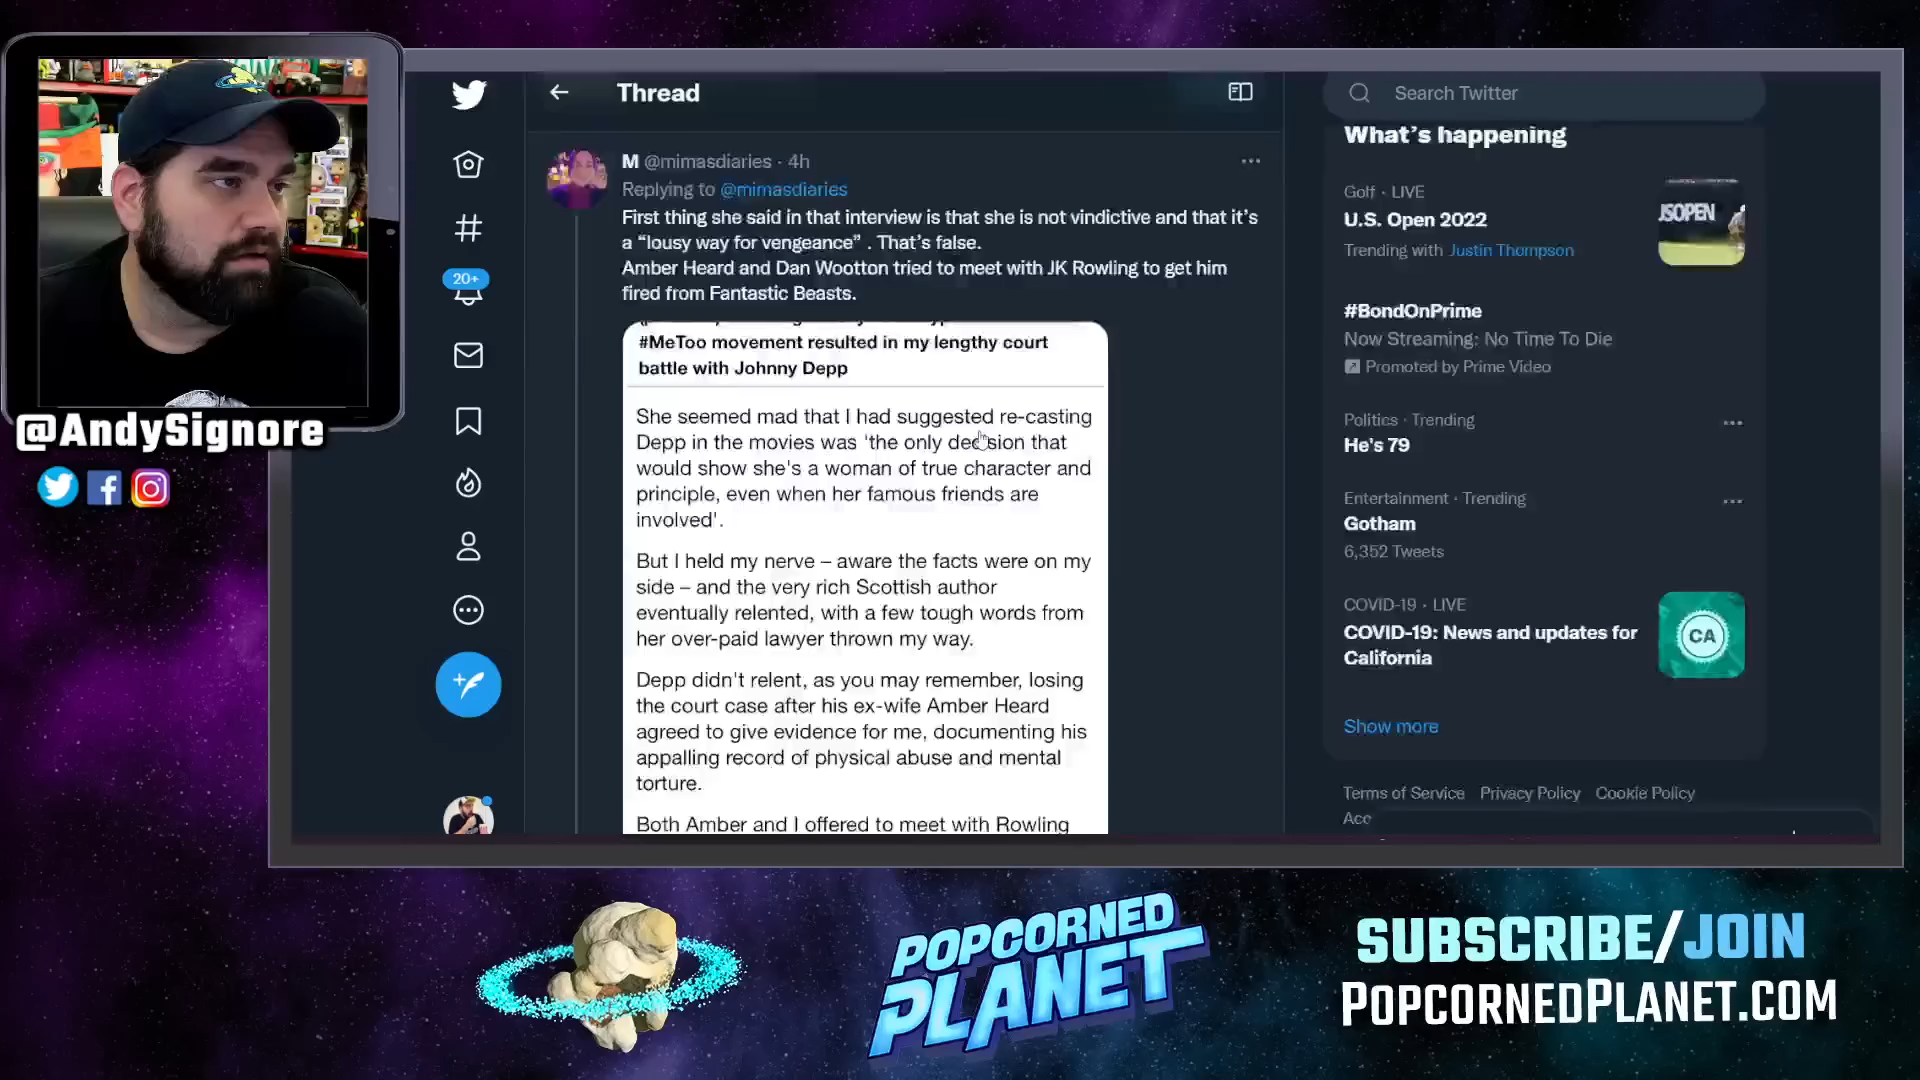 Thread
Search Twitter
What's happening
M @mimasdiaries · 4h
Replying to @mimasdiaries
First thing she said in that interview is that she is not vindictive and that it's
a “lousy way for vengeance” . That's false.
Amber Heard and Dan Wootton tried to meet with JK Rowling to get him
fired from Fantastic Beasts.
#MeToo movement resulted in my lengthy court
battle with Johnny Depp
She seemed mad that I had suggested re-casting
Depp in the movies was 'the only decision that
would show she's a woman of true character and
principle, even when her famous friends are
involved'.
But I held my nerve – aware the facts were on my
side – and the very rich Scottish author
eventually relented, with a few tough words from
her over-paid lawyer thrown my way.
Depp didn't relent, as you may remember, losing
the court case after his ex-wife Amber Heard
agreed to give evidence for me, documenting his
appalling record of physical abuse and mental
torture.
Both Amber and I offered to meet with Rowling
20+
Golf · LIVE
U.S. Open 2022
Trending with Justin Thompson
#BondOnPrime
Now Streaming: No Time To Die
Promoted by Prime Video
Politics · Trending
He's 79
Entertainment · Trending
Gotham
6,352 Tweets
COVID-19 · LIVE
COVID-19: News and updates for
California
CA
Show more
Terms of Service Privacy Policy Cookie Policy
@AndySignore
POPCORNED
PLANET
SUBSCRIBE/JOIN
POPCORNEDPLANET.COM